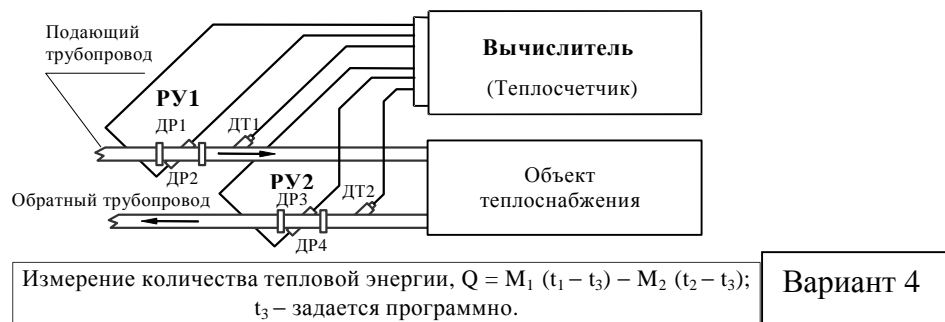 Подающий
трубопровод
Вычислитель
(Теплосчетчик)
РУ1
ДР1
ДТ1
ДР2
РУ2
Объект
теплоснабжения
Обратный трубопровод
ДР3
ДТ2
ДР4
Измерение количества тепловой энергии, Q = M₁ (t₁ – t₃) – M₂ (t₂ – t₃);
t₃ – задается программно.
Вариант 4